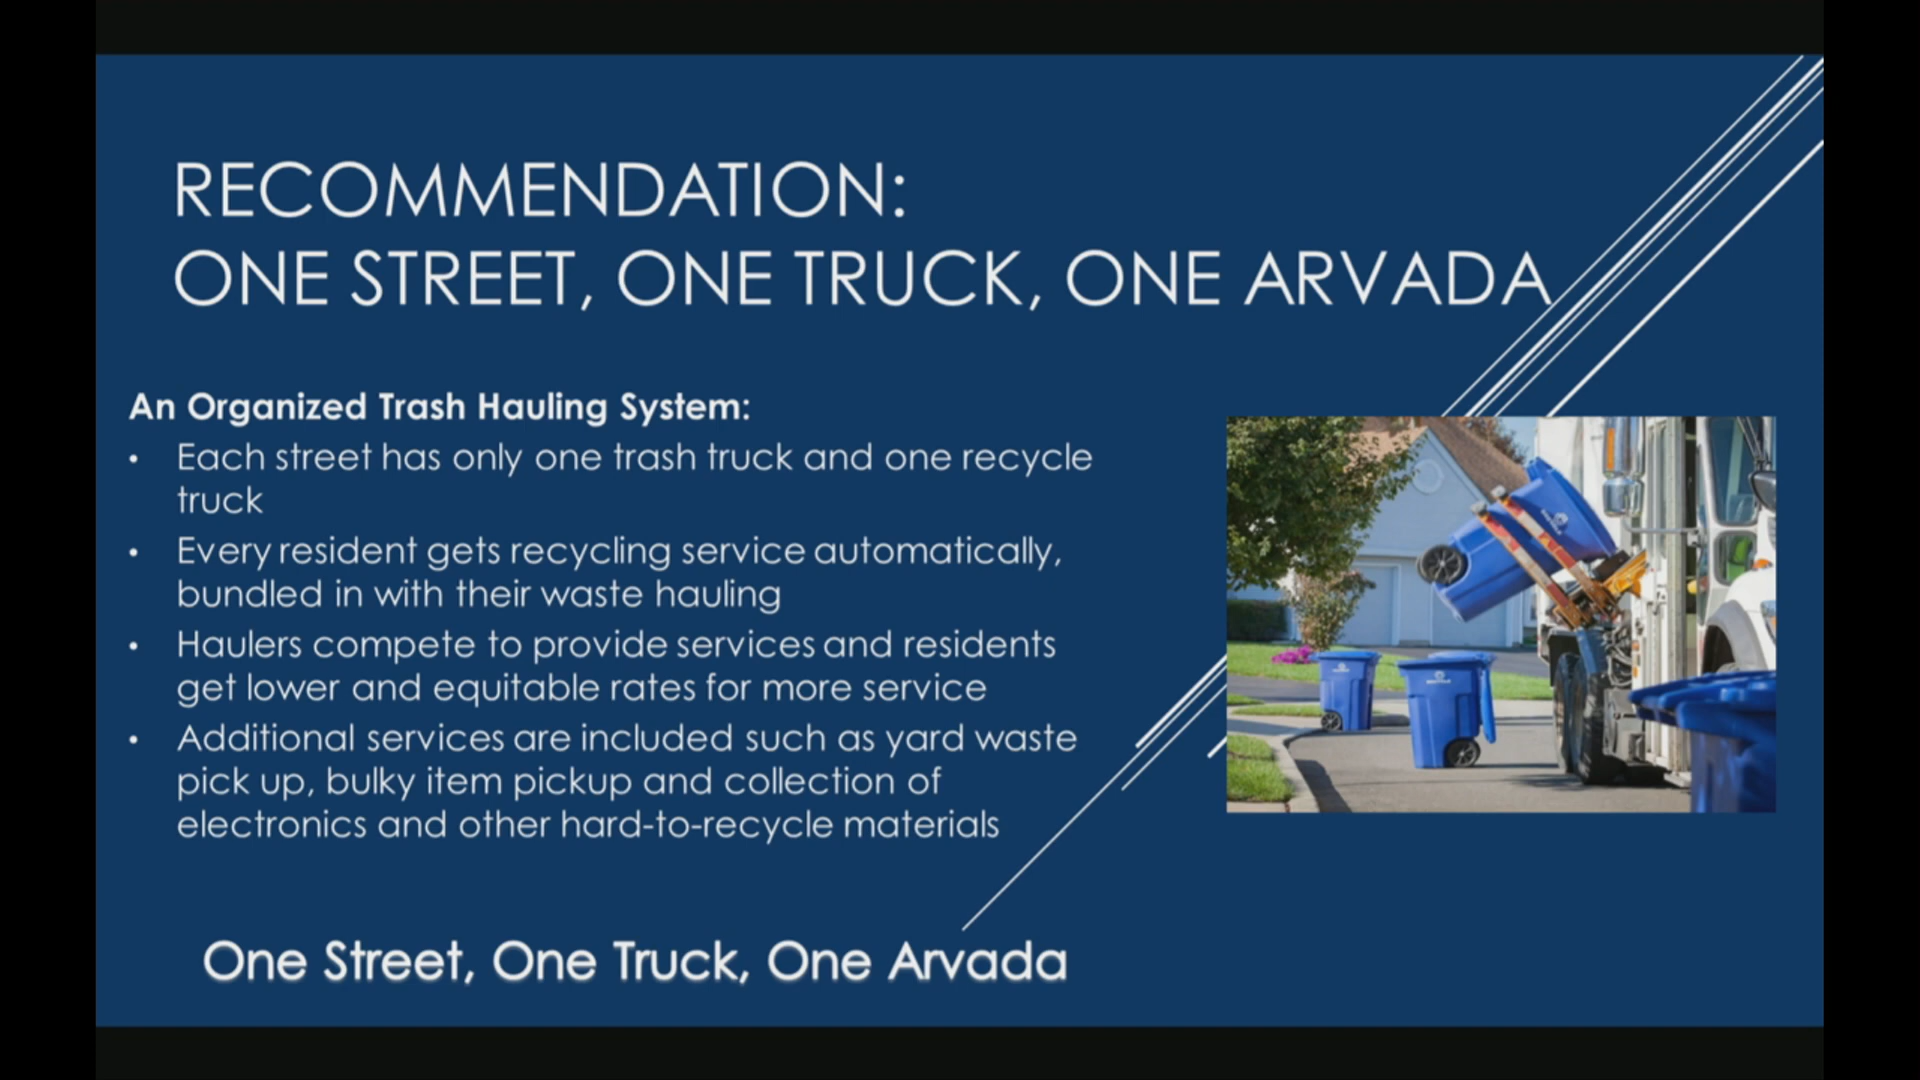 RECOMMENDATION:
ONE STREET, ONE TRUCK, ONE ARVADA
An Organized Trash Hauling System:
• Each street has only one trash truck and one recycle
truck
• Every resident gets recycling service automatically,
bundled in with their waste hauling
• Haulers compete to provide services and residents
get lower and equitable rates for more service
• Additional services are included such as yard waste
pick up, bulky item pickup and collection of
electronics and other hard-to-recycle materials
One Street, One Truck, One Arvada